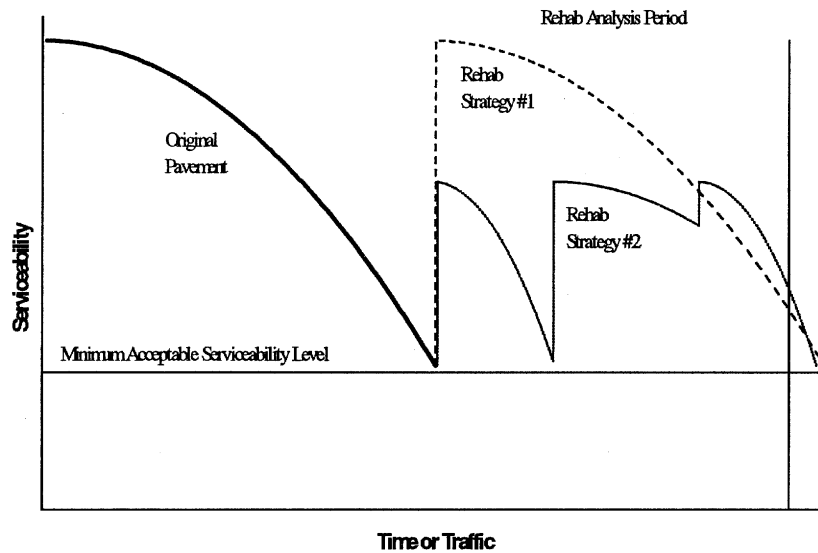 Rehab Analysis Period
Rehab
Strategy #1
Original
Pavement
Rehab
Strategy #2
Serviceability
Minimum Acceptable Serviceability Level
Time or Traffic